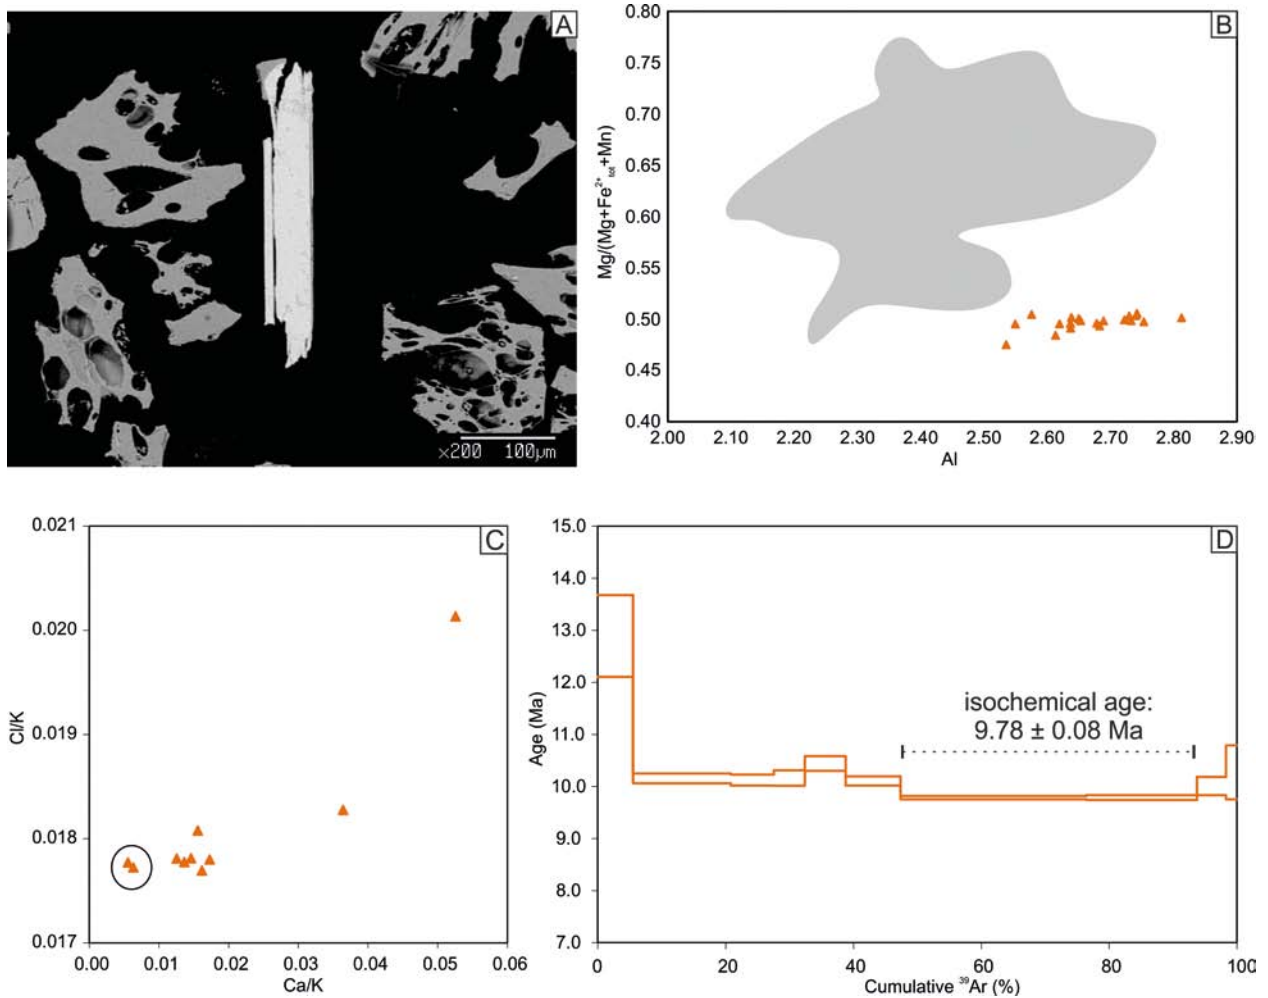 A
×200 100µm
B
0.80
0.75
0.70
0.65
0.60
0.55
0.50
0.45
0.40
Mg/(Mg+Fe²⁺tot+Mn)
2.00 2.10 2.20 2.30 2.40 2.50 2.60 2.70 2.80 2.90
Al
C
0.021
0.020
0.019
0.018
0.017
Cl/K
0.00 0.01 0.02 0.03 0.04 0.05 0.06
Ca/K
D
15.0
14.0
13.0
12.0
11.0
10.0
9.0
8.0
7.0
Age (Ma)
isochemical age:
9.78 ± 0.08 Ma
0 20 40 60 80 100
Cumulative ³⁹Ar (%)